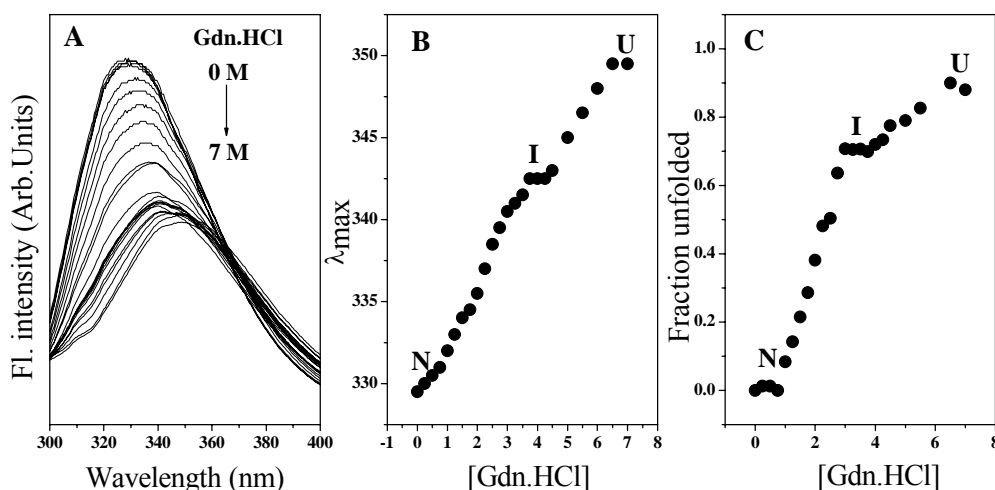 A
Gdn.HCl
0 M
7 M
Fl. intensity (Arb.Units)
300 320 340 360 380 400
Wavelength (nm)
B
U
I
N
λmax
350
345
340
335
330
-1 0 1 2 3 4 5 6 7 8
[Gdn.HCl]
C
U
I
N
Fraction unfolded
1.0
0.8
0.6
0.4
0.2
0.0
0 2 4 6 8
[Gdn.HCl]